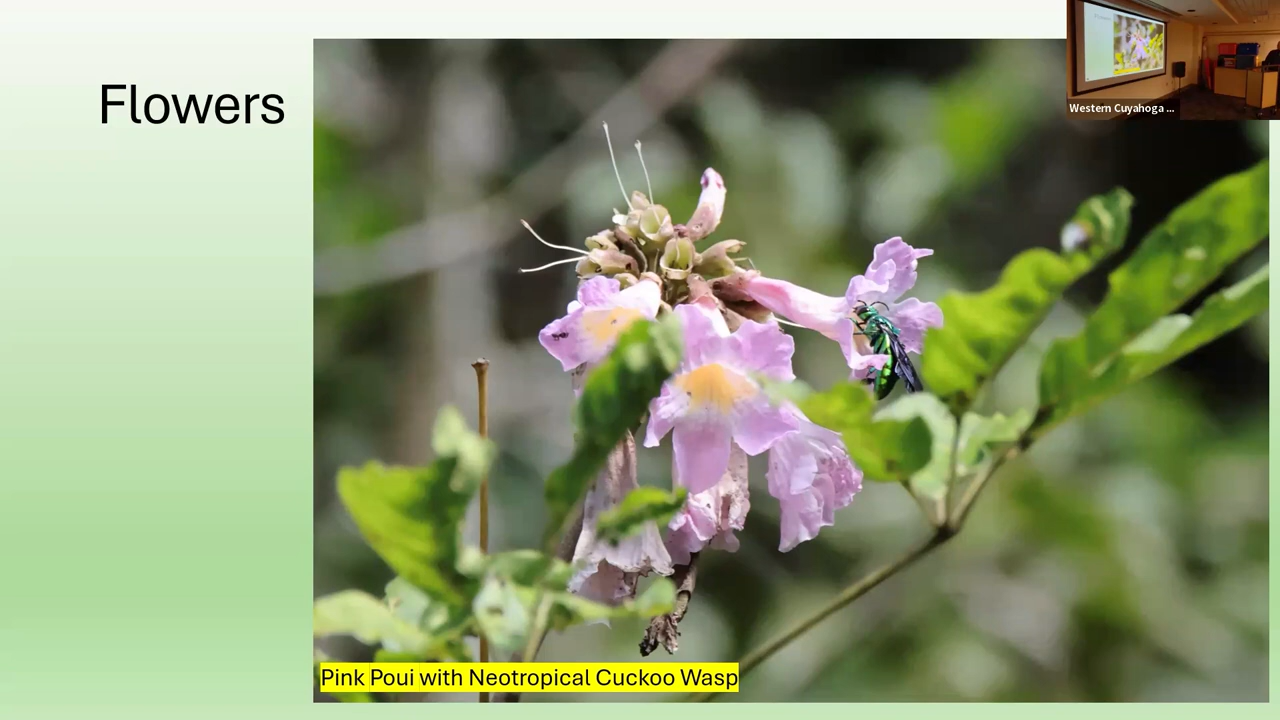 Flowers
Western Cuyahoga ...
Pink Poui with Neotropical Cuckoo Wasp